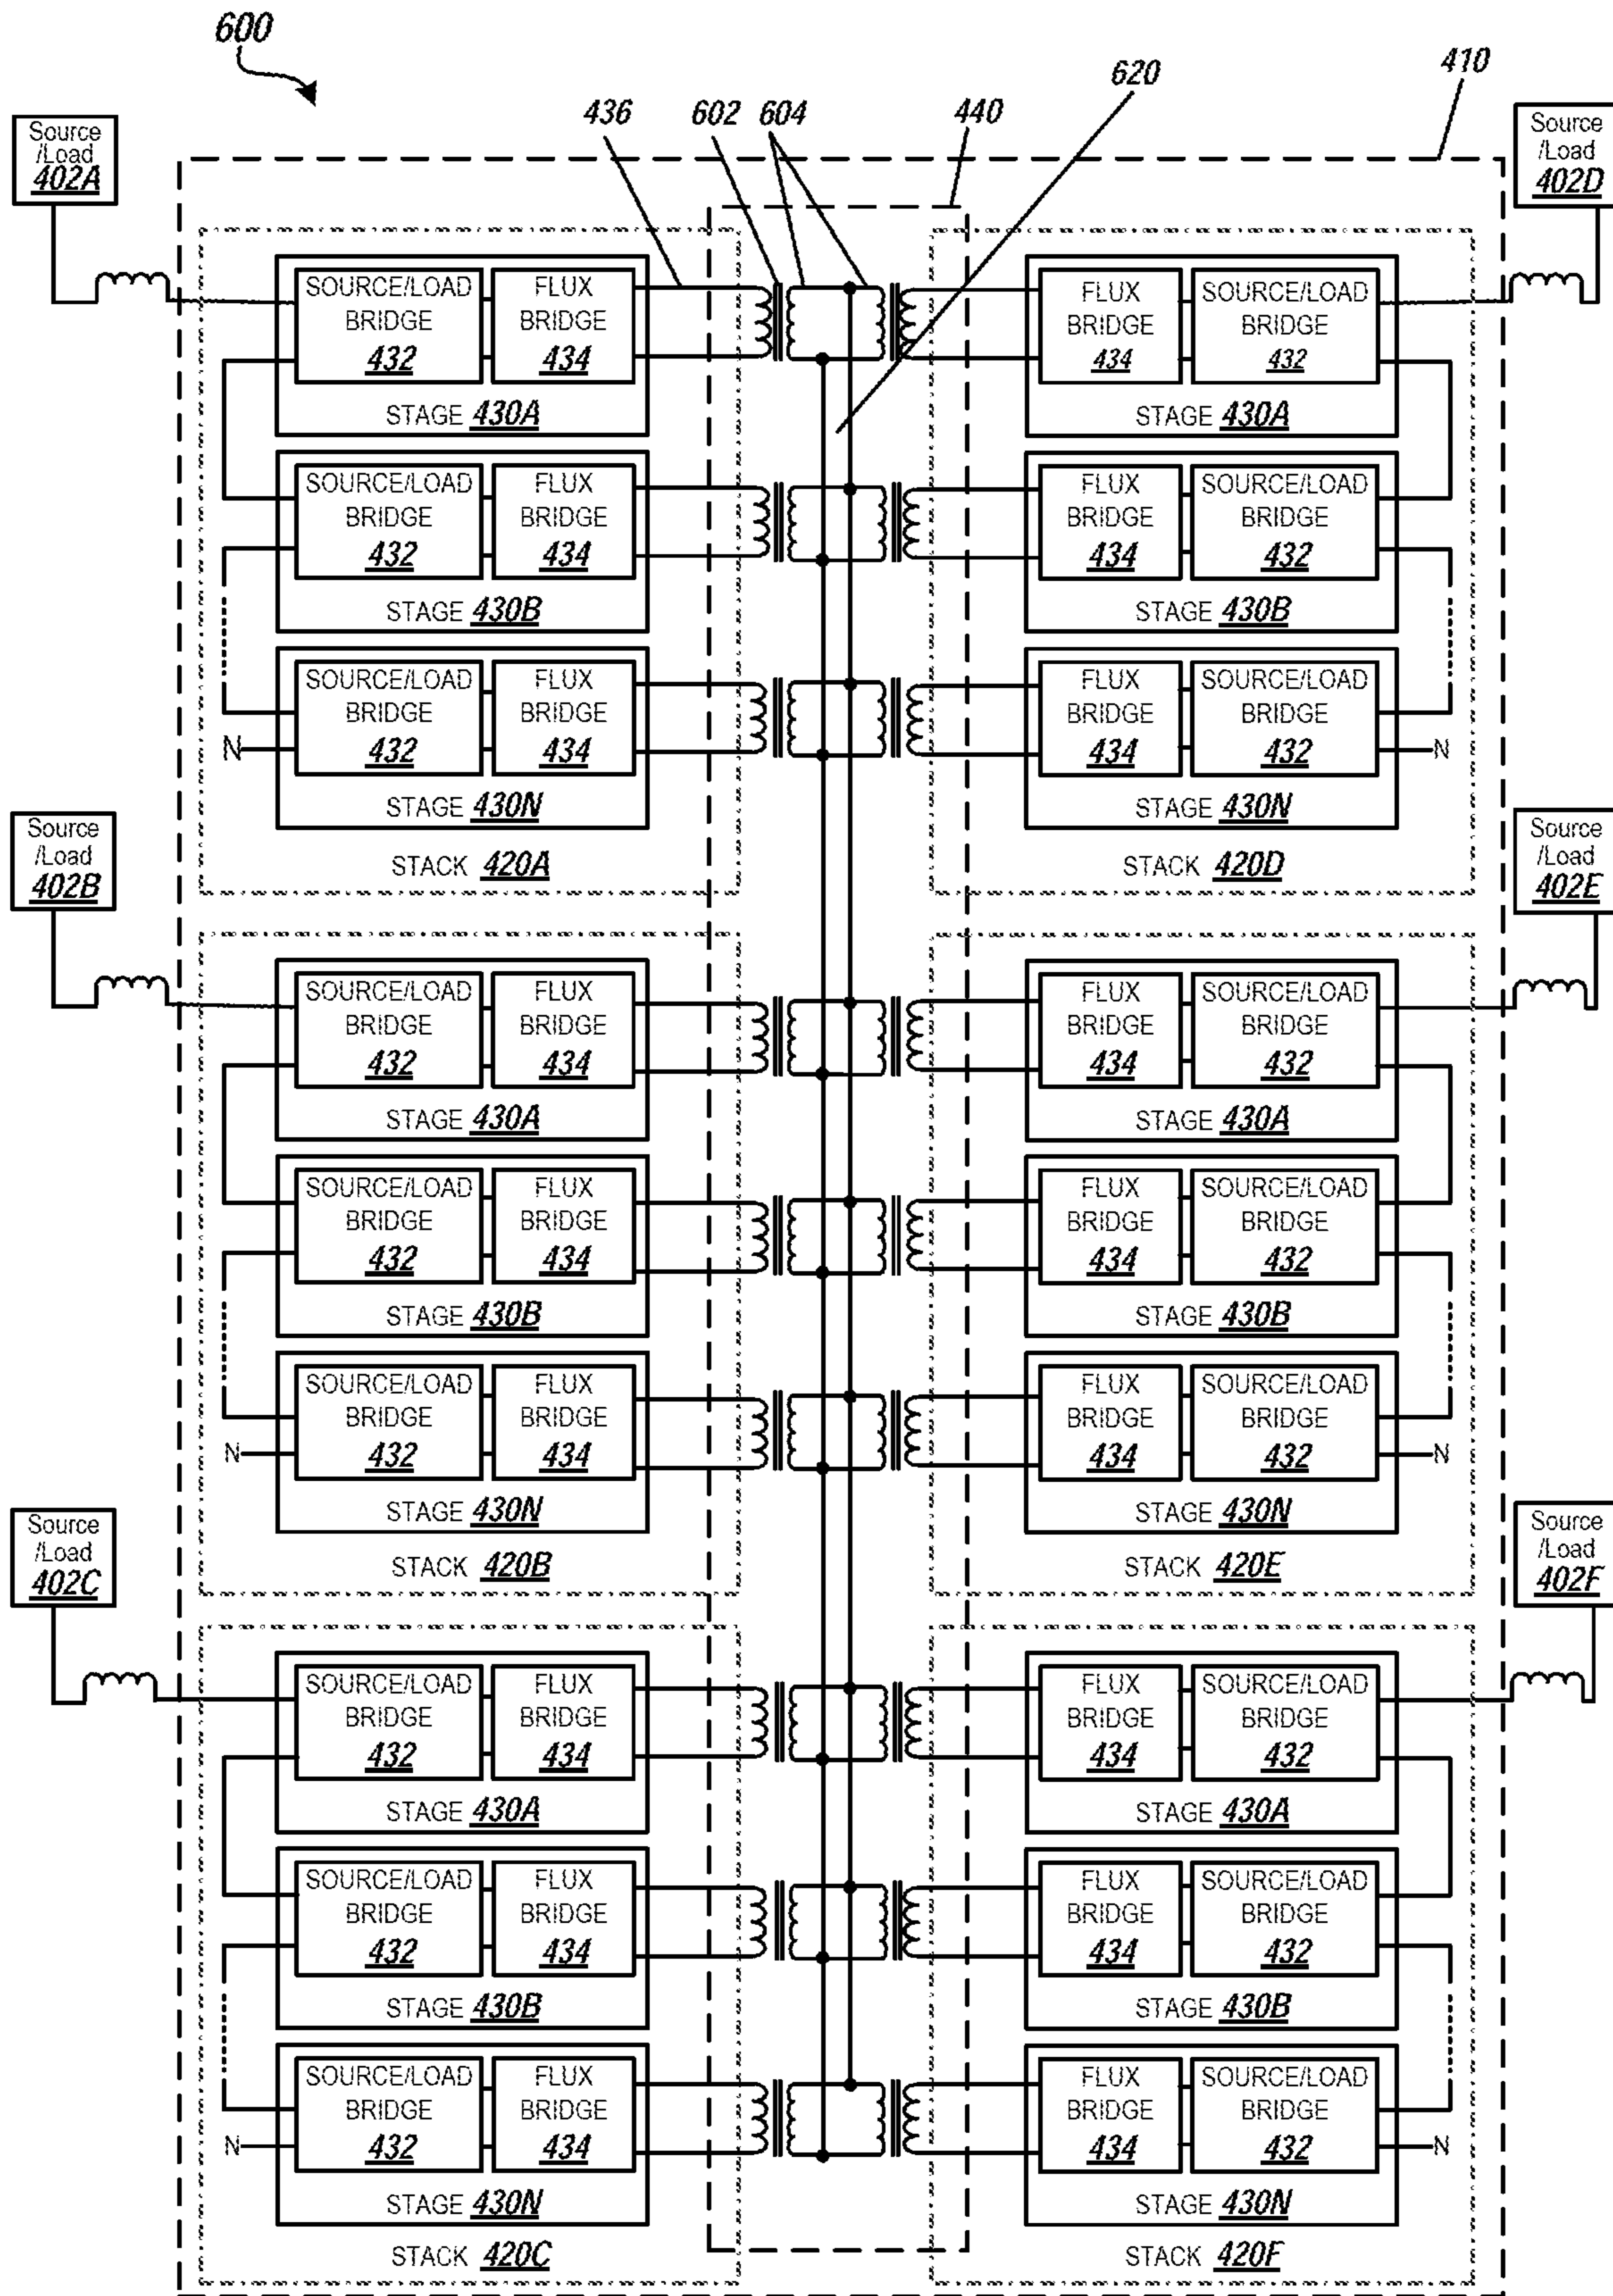 600
436
602
604
440
620
410
Source
/Load
402A
Source
/Load
402D
SOURCE/LOAD
BRIDGE
432
FLUX
BRIDGE
434
STAGE 430A
FLUX
BRIDGE
434
SOURCE/LOAD
BRIDGE
432
STAGE 430A
SOURCE/LOAD
BRIDGE
432
FLUX
BRIDGE
434
STAGE 430B
FLUX
BRIDGE
434
SOURCE/LOAD
BRIDGE
432
STAGE 430B
SOURCE/LOAD
BRIDGE
432
FLUX
BRIDGE
434
N
STAGE 430N
STACK 420A
FLUX
BRIDGE
434
SOURCE/LOAD
BRIDGE
432
N
STAGE 430N
STACK 420D
Source
/Load
402B
Source
/Load
402E
SOURCE/LOAD
BRIDGE
432
FLUX
BRIDGE
434
STAGE 430A
FLUX
BRIDGE
434
SOURCE/LOAD
BRIDGE
432
STAGE 430A
SOURCE/LOAD
BRIDGE
432
FLUX
BRIDGE
434
STAGE 430B
FLUX
BRIDGE
434
SOURCE/LOAD
BRIDGE
432
STAGE 430B
SOURCE/LOAD
BRIDGE
432
FLUX
BRIDGE
434
N
STAGE 430N
STACK 420B
FLUX
BRIDGE
434
SOURCE/LOAD
BRIDGE
432
N
STAGE 430N
STACK 420E
Source
/Load
402C
Source
/Load
402F
SOURCE/LOAD
BRIDGE
432
FLUX
BRIDGE
434
STAGE 430A
FLUX
BRIDGE
434
SOURCE/LOAD
BRIDGE
432
STAGE 430A
SOURCE/LOAD
BRIDGE
432
FLUX
BRIDGE
434
STAGE 430B
FLUX
BRIDGE
434
SOURCE/LOAD
BRIDGE
432
STAGE 430B
SOURCE/LOAD
BRIDGE
432
FLUX
BRIDGE
434
N
STAGE 430N
STACK 420C
FLUX
BRIDGE
434
SOURCE/LOAD
BRIDGE
432
N
STAGE 430N
STACK 420F